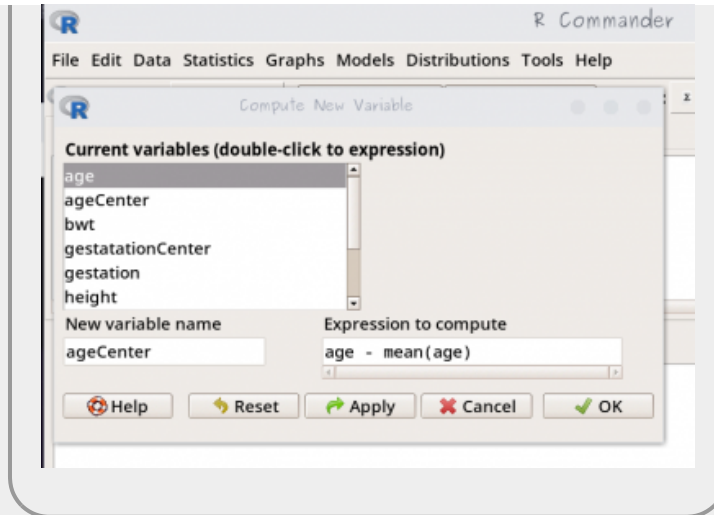 R Commander
File Edit Data Statistics Graphs Models Distributions Tools Help
Compute New Variable
Current variables (double-click to expression)
age
ageCenter
bwt
gestatationCenter
gestation
height
New variable name Expression to compute
ageCenter age - mean(age)
Help Reset Apply Cancel OK